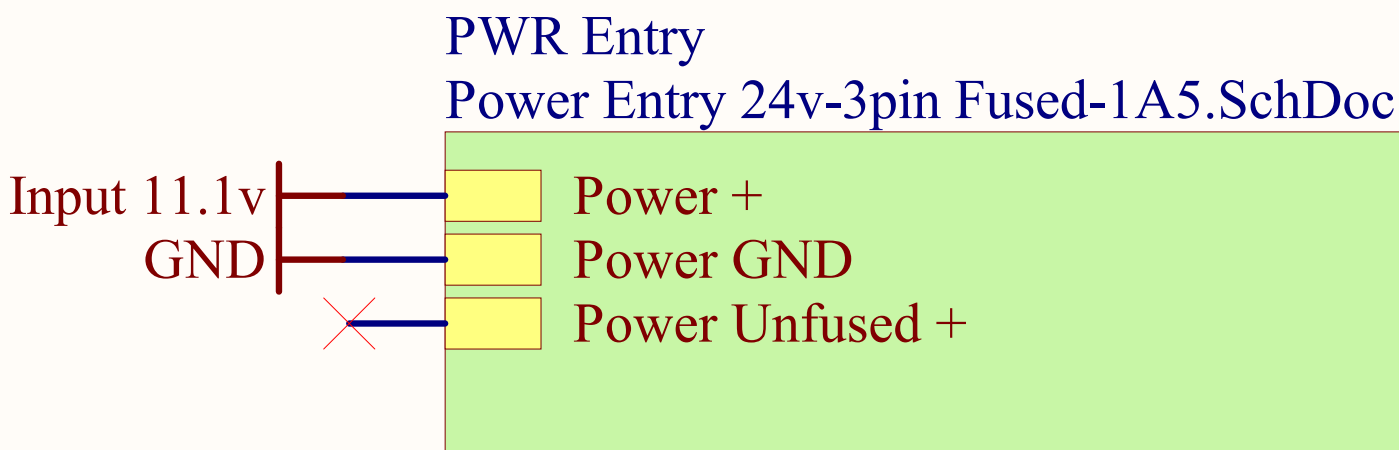 PWR Entry
Power Entry 24v-3pin Fused-1A5.SchDoc
Input 11.1v
Power +
GND
Power GND
Power Unfused +